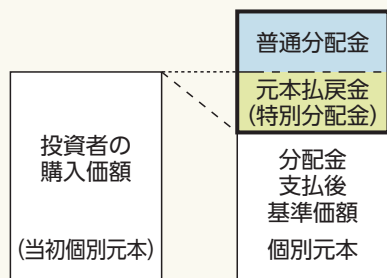 普通分配金
元本払戻金
(特別分配金)
投資者の
購入価額
(当初個別元本)
分配金
支払後
基準価額
個別元本